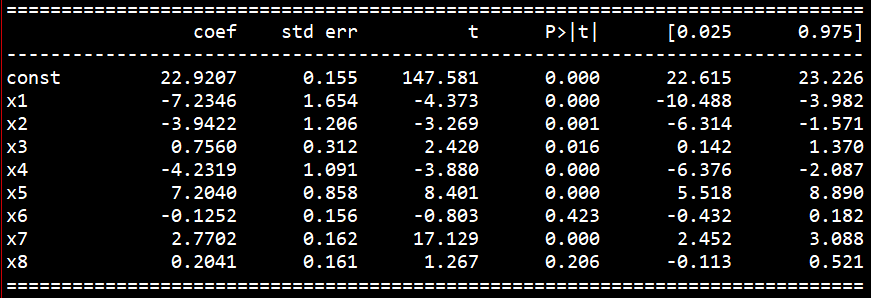 ==============================================================================
                 coef    std err          t      P>|t|      [0.025      0.975]
------------------------------------------------------------------------------
const         22.9207      0.155    147.581      0.000      22.615      23.226
x1            -7.2346      1.654     -4.373      0.000     -10.488      -3.982
x2            -3.9422      1.206     -3.269      0.001      -6.314      -1.571
x3             0.7560      0.312      2.420      0.016       0.142       1.370
x4            -4.2319      1.091     -3.880      0.000      -6.376      -2.087
x5             7.2040      0.858      8.401      0.000       5.518       8.890
x6            -0.1252      0.156     -0.803      0.423      -0.432       0.182
x7             2.7702      0.162     17.129      0.000       2.452       3.088
x8             0.2041      0.161      1.267      0.206      -0.113       0.521
==============================================================================